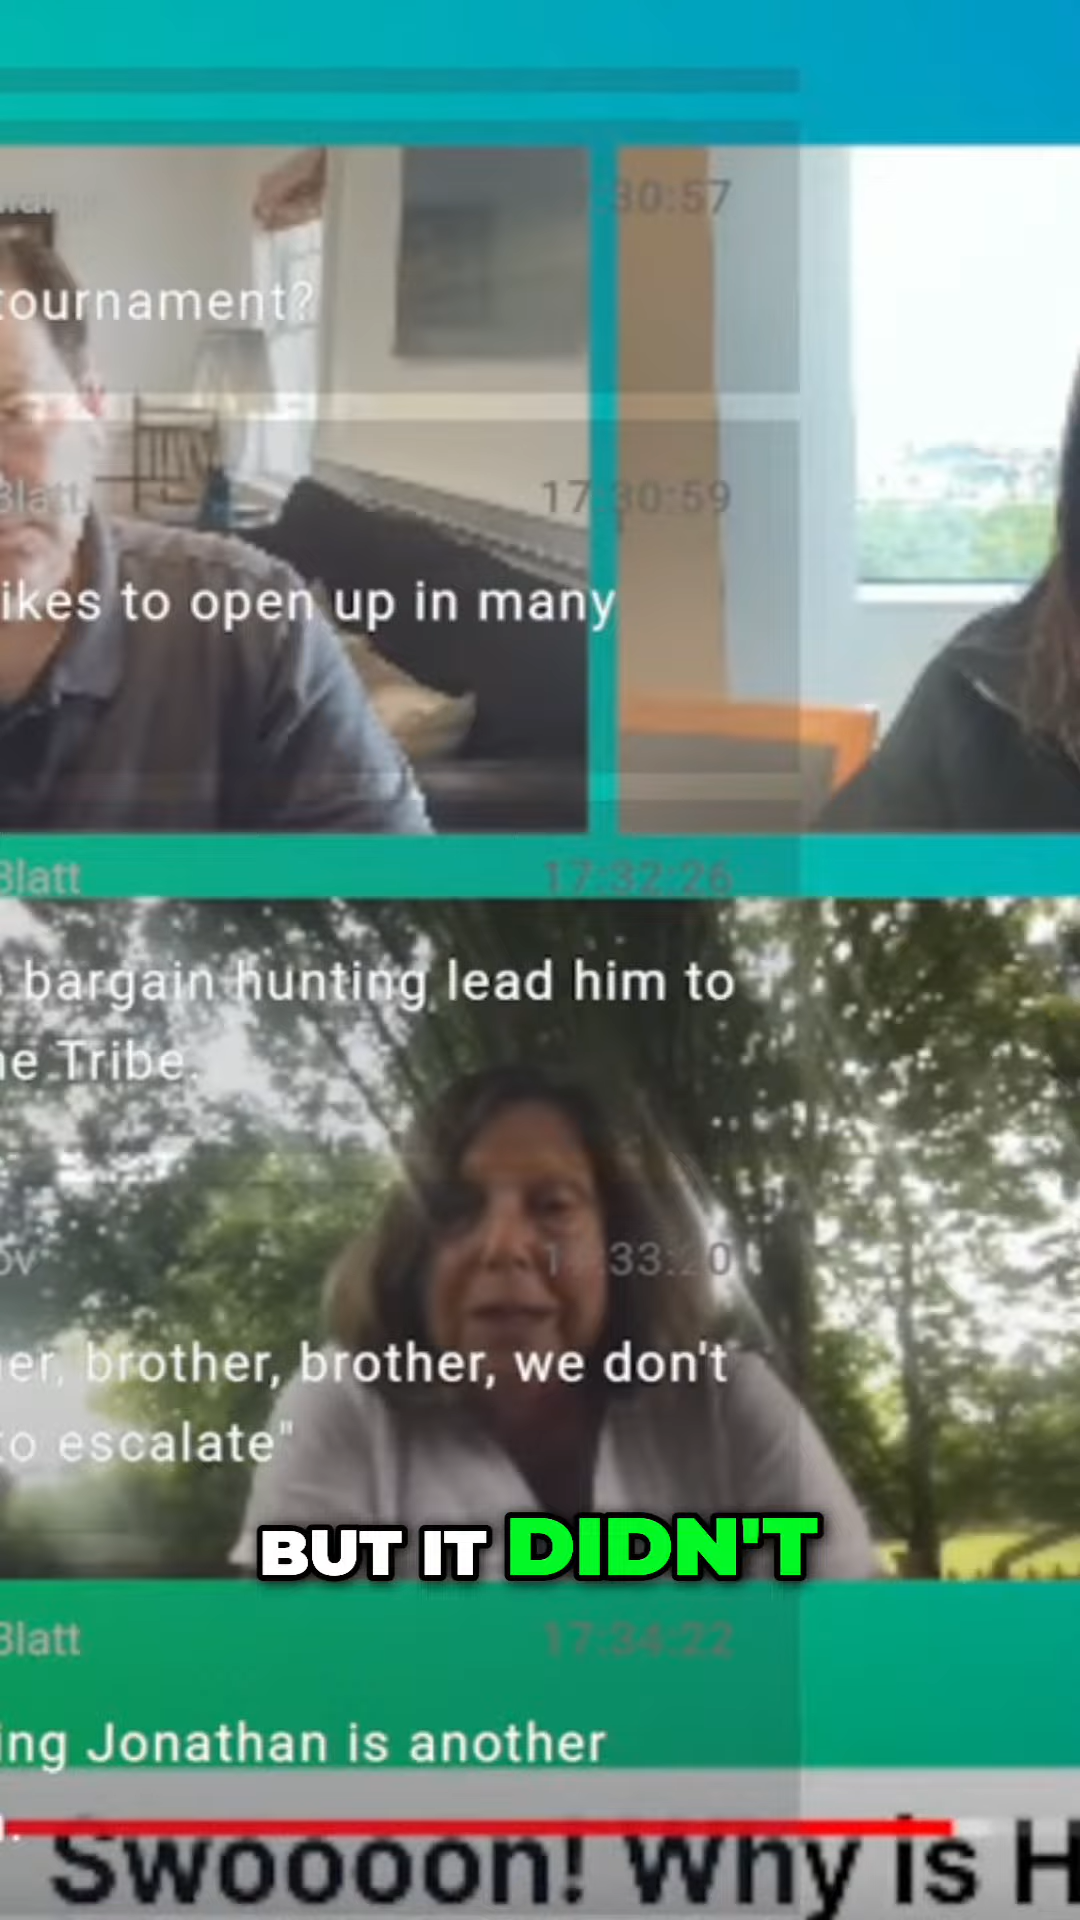 30:57
tournament?
Blatt
17:30:59
ikes to open up in many
Blatt
17:32:26
s bargain hunting lead him to
he Tribe.
ov
17:33:20
er, brother, brother, we don't
to escalate"
BUT IT DIDN'T
Blatt
17:34:22
ing Jonathan is another
Swoooon! Why is H